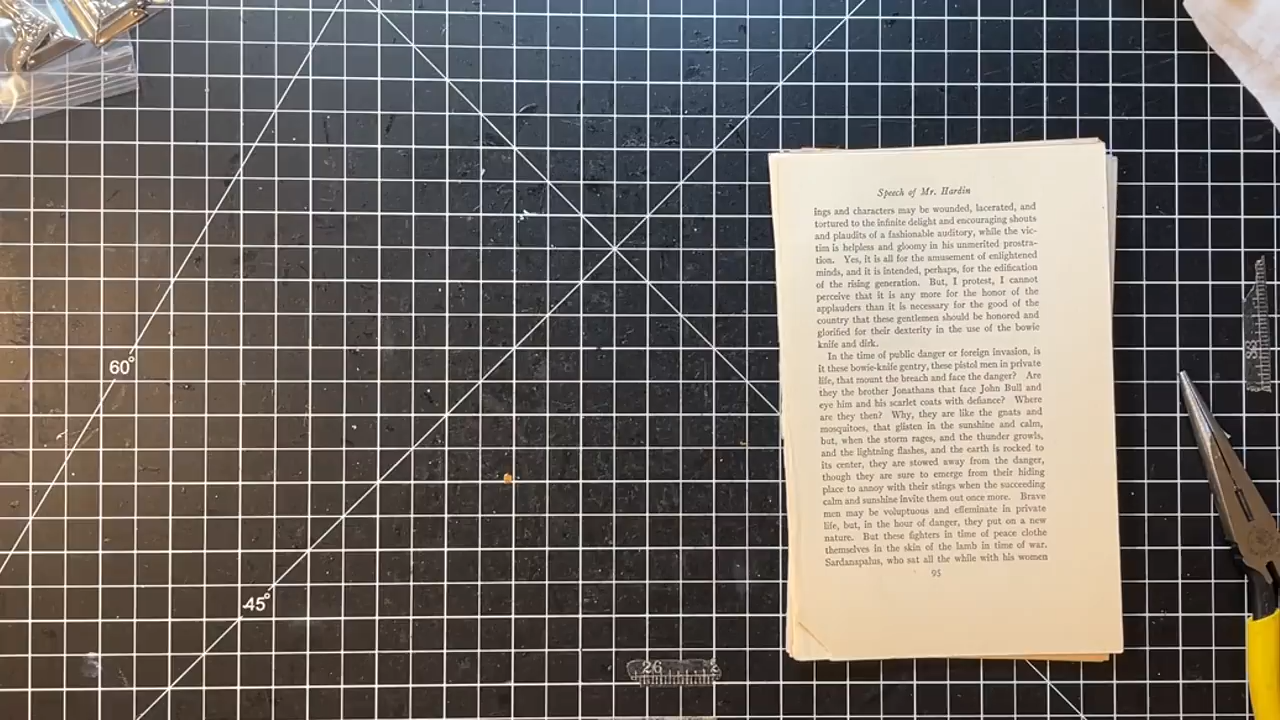 Speech of Mr. Hardin
ings and characters may be wounded, lacerated, and
tortured to the infinite delight and encouraging shouts
and plaudits of a fashionable auditory, while the vic-
tim is helpless and gloomy in his unmerited prostra-
tion. Yes, it is all for the amusement of enlightened
minds, and it is intended, perhaps, for the edification
of the rising generation. But, I protest, I cannot
perceive that it is any more for the honor of the
applauders than it is necessary for the good of the
country that these gentlemen should be honored and
glorified for their dexterity in the use of the bowie
knife and dirk.
In the time of public danger or foreign invasion, is
it these bowie-knife gentry, these pistol men in private
life, that mount the breach and face the danger? Are
they the brother Jonathans that face John Bull and
eye him and his scarlet coats with defiance? Where
are they then? Why, they are like the gnats and
mosquitoes, that glisten in the sunshine and calm,
but, when the storm rages, and the thunder growls,
and the lightning flashes, and the earth is rocked to
its center, they are stowed away from the danger,
though they are sure to emerge from their hiding
place to annoy with their stings when the succeeding
calm and sunshine invite them out once more. Brave
men may be voluptuous and effeminate in private
life, but, in the hour of danger, they put on a new
nature. But these fighters in time of peace clothe
themselves in the skin of the lamb in time of war.
Sardanapalus, who sat all the while with his women
95
60°
45°
26